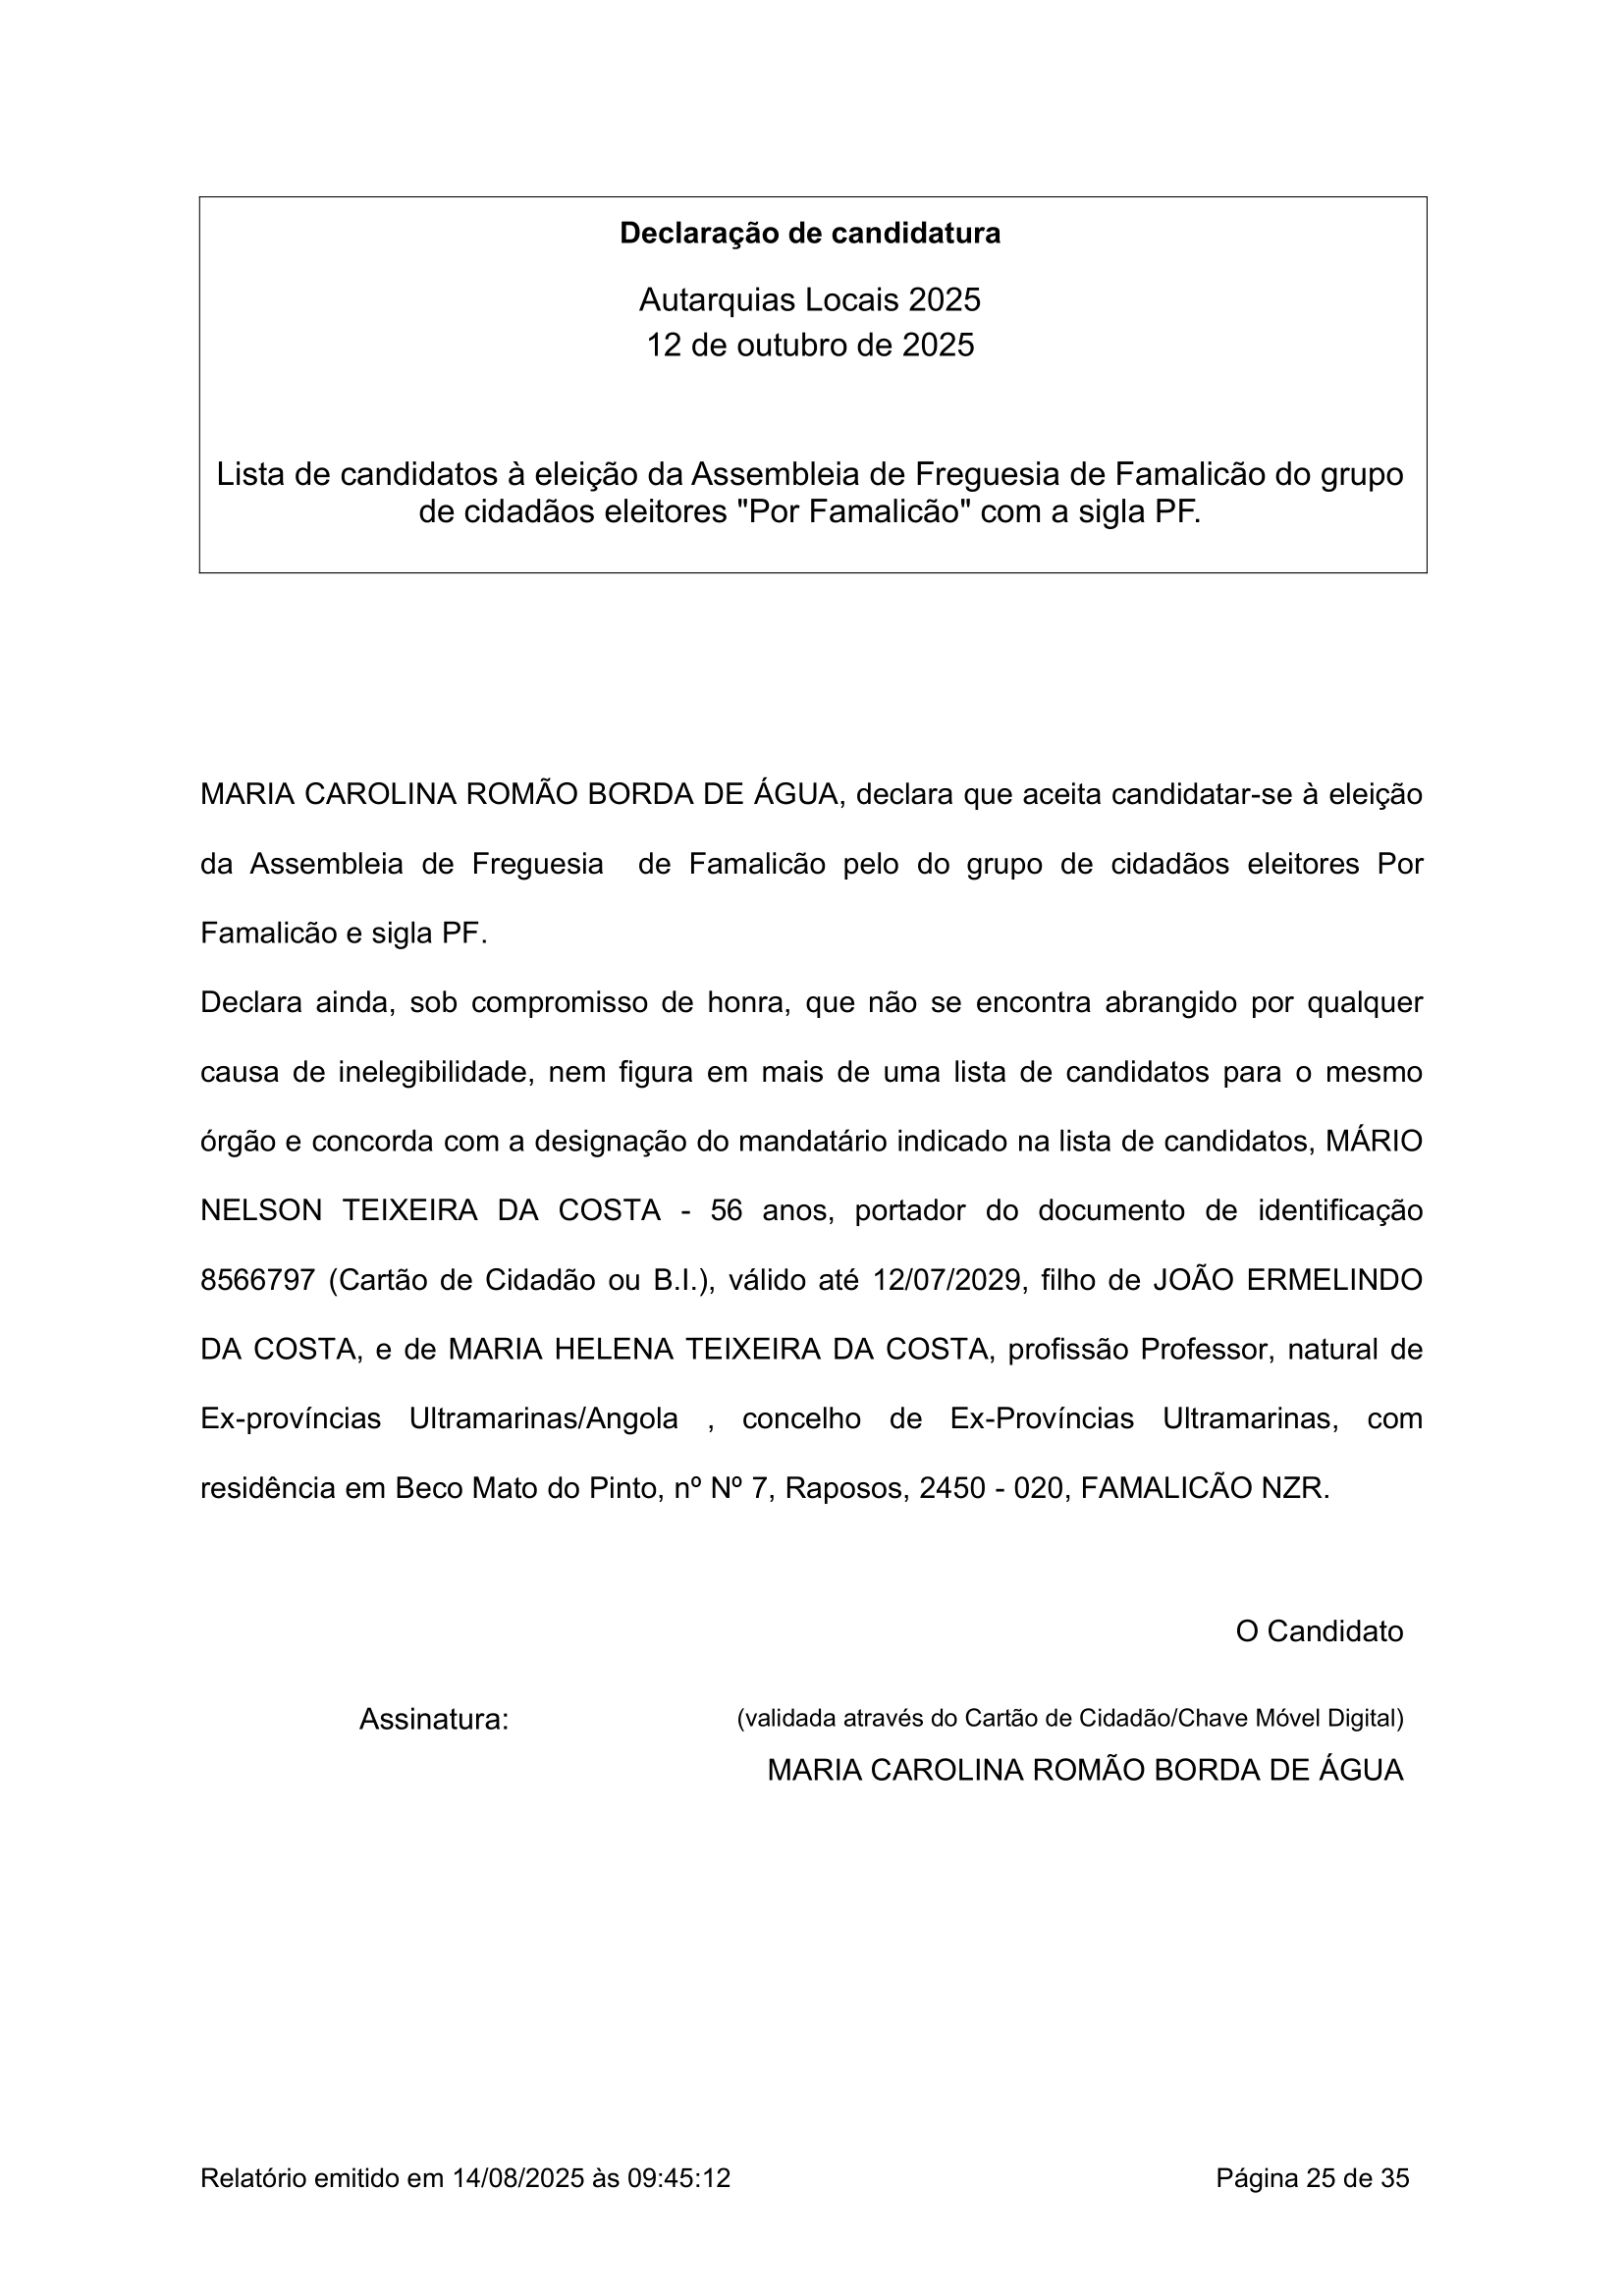 Declaração de candidatura
Autarquias Locais 2025
12 de outubro de 2025
Lista de candidatos à eleição da Assembleia de Freguesia de Famalicão do grupo
de cidadãos eleitores "Por Famalicão" com a sigla PF.
MARIA CAROLINA ROMÃO BORDA DE ÁGUA, declara que aceita candidatar-se à eleição
da Assembleia de Freguesia  de Famalicão pelo do grupo de cidadãos eleitores Por
Famalicão e sigla PF.
Declara ainda, sob compromisso de honra, que não se encontra abrangido por qualquer
causa de inelegibilidade, nem figura em mais de uma lista de candidatos para o mesmo
órgão e concorda com a designação do mandatário indicado na lista de candidatos, MÁRIO
NELSON TEIXEIRA DA COSTA - 56 anos, portador do documento de identificação
8566797 (Cartão de Cidadão ou B.I.), válido até 12/07/2029, filho de JOÃO ERMELINDO
DA COSTA, e de MARIA HELENA TEIXEIRA DA COSTA, profissão Professor, natural de
Ex-províncias Ultramarinas/Angola , concelho de Ex-Províncias Ultramarinas, com
residência em Beco Mato do Pinto, nº Nº 7, Raposos, 2450 - 020, FAMALICÃO NZR.
O Candidato
Assinatura: (validada através do Cartão de Cidadão/Chave Móvel Digital)
MARIA CAROLINA ROMÃO BORDA DE ÁGUA
Relatório emitido em 14/08/2025 às 09:45:12 Página 25 de 35